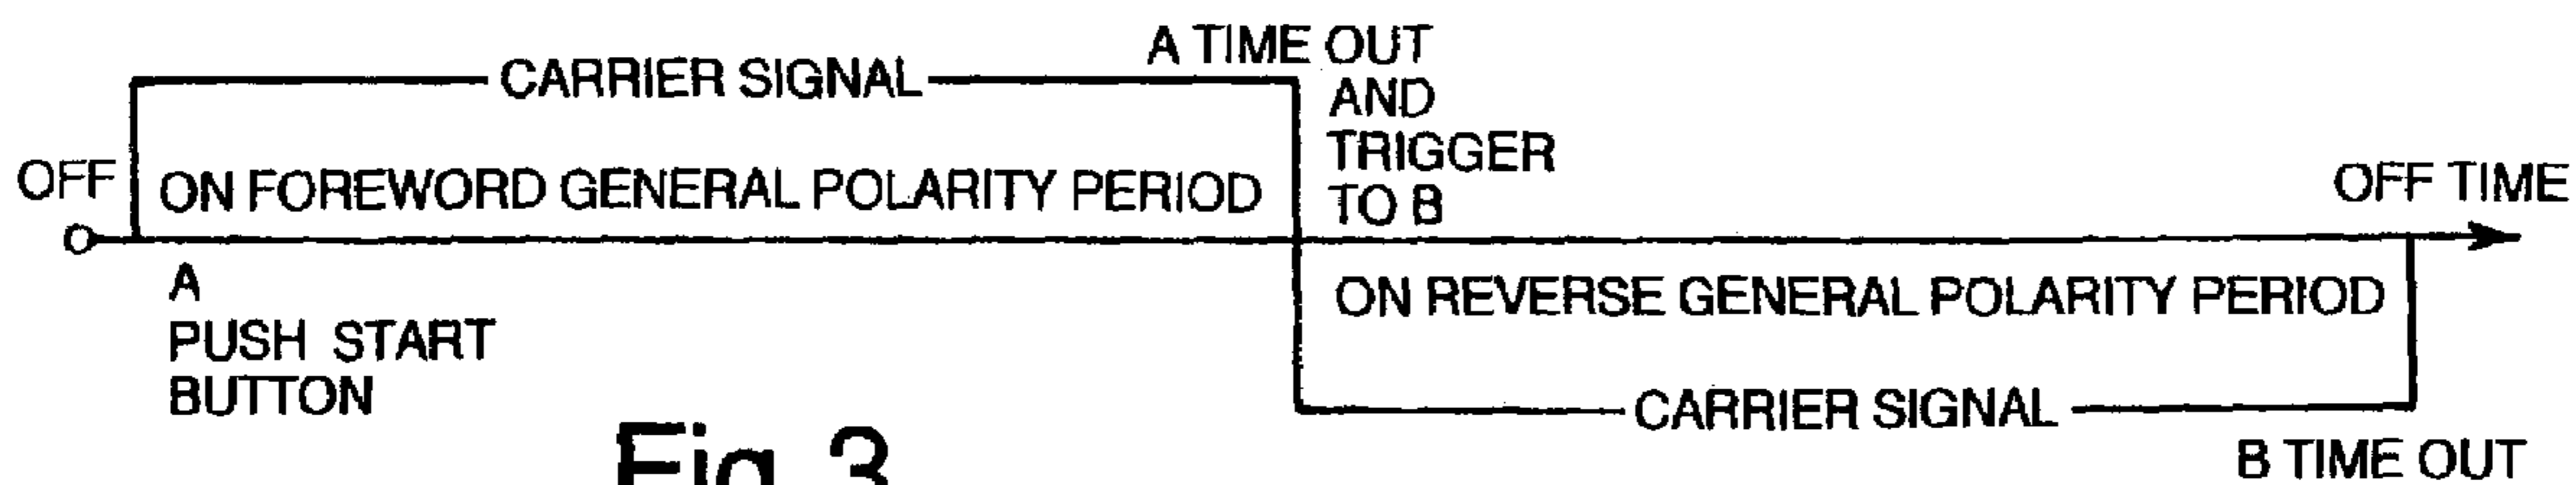 CARRIER SIGNAL
A TIME OUT
AND
TRIGGER
TO B
OFF
ON FOREWORD GENERAL POLARITY PERIOD
OFF TIME
A
PUSH START
BUTTON
ON REVERSE GENERAL POLARITY PERIOD
CARRIER SIGNAL
B TIME OUT
Fig. 3